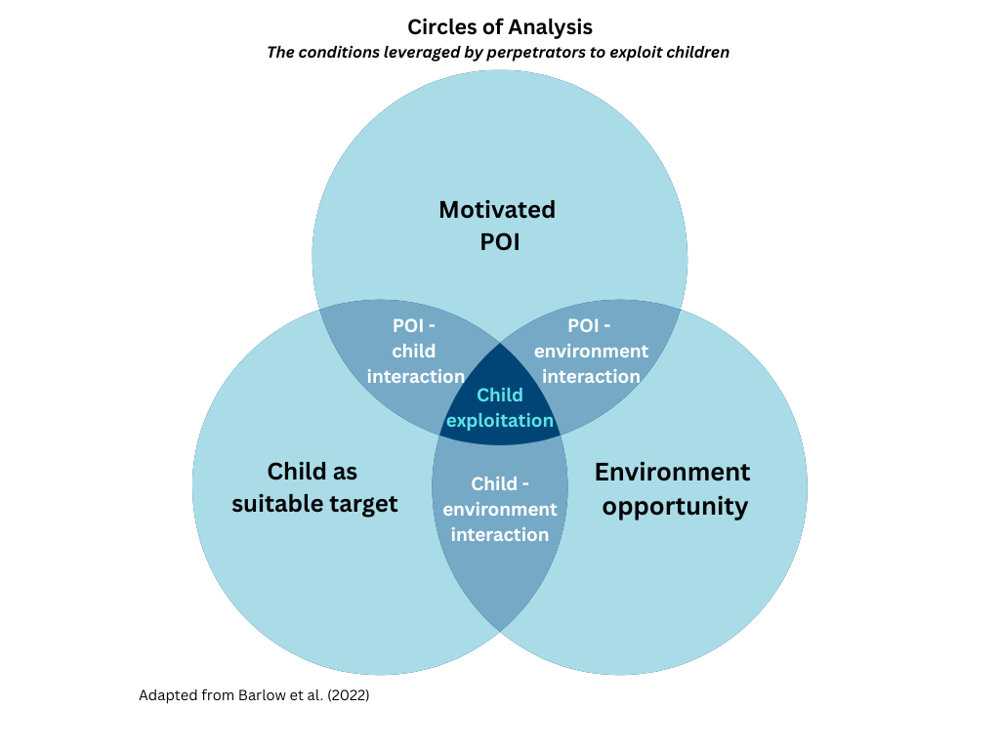 Circles of Analysis
The conditions leveraged by perpetrators to exploit children
Motivated
POI
POI -
child
interaction
POI -
environment
interaction
Child
exploitation
Child as
suitable target
Child -
environment
interaction
Environment
opportunity
Adapted from Barlow et al. (2022)